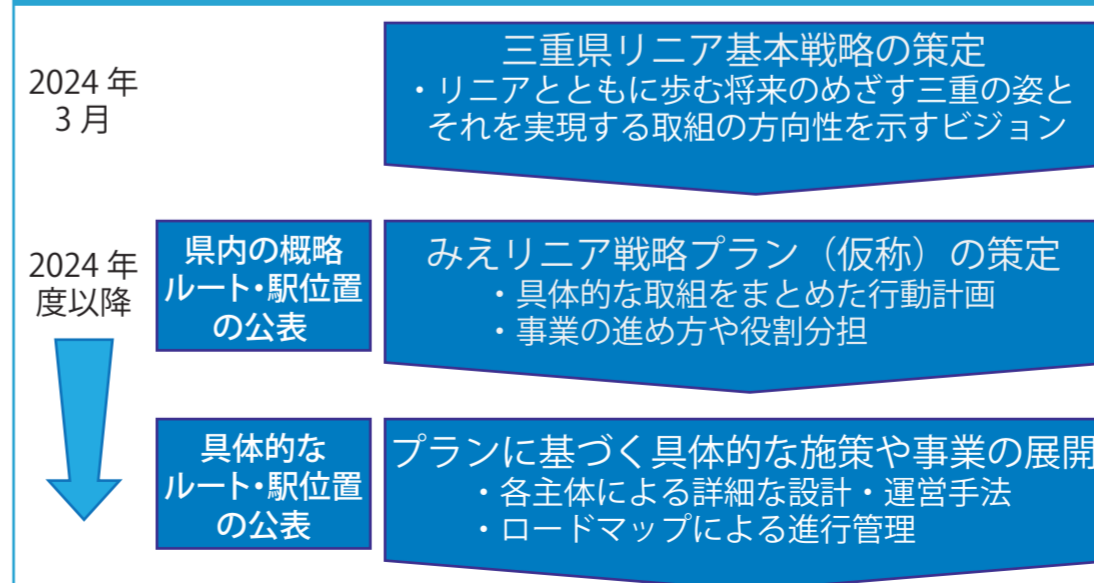 2024 年
3 月
三重県リニア基本戦略の策定
・リニアとともに歩む将来のめざす三重の姿と
それを実現する取組の方向性を示すビジョン
2024 年
度以降
県内の概略
ルート・駅位置
の公表
みえリニア戦略プラン（仮称）の策定
・具体的な取組をまとめた行動計画
・事業の進め方や役割分担
具体的な
ルート・駅位置
の公表
プランに基づく具体的な施策や事業の展開
・各主体による詳細な設計・運営手法
・ロードマップによる進行管理